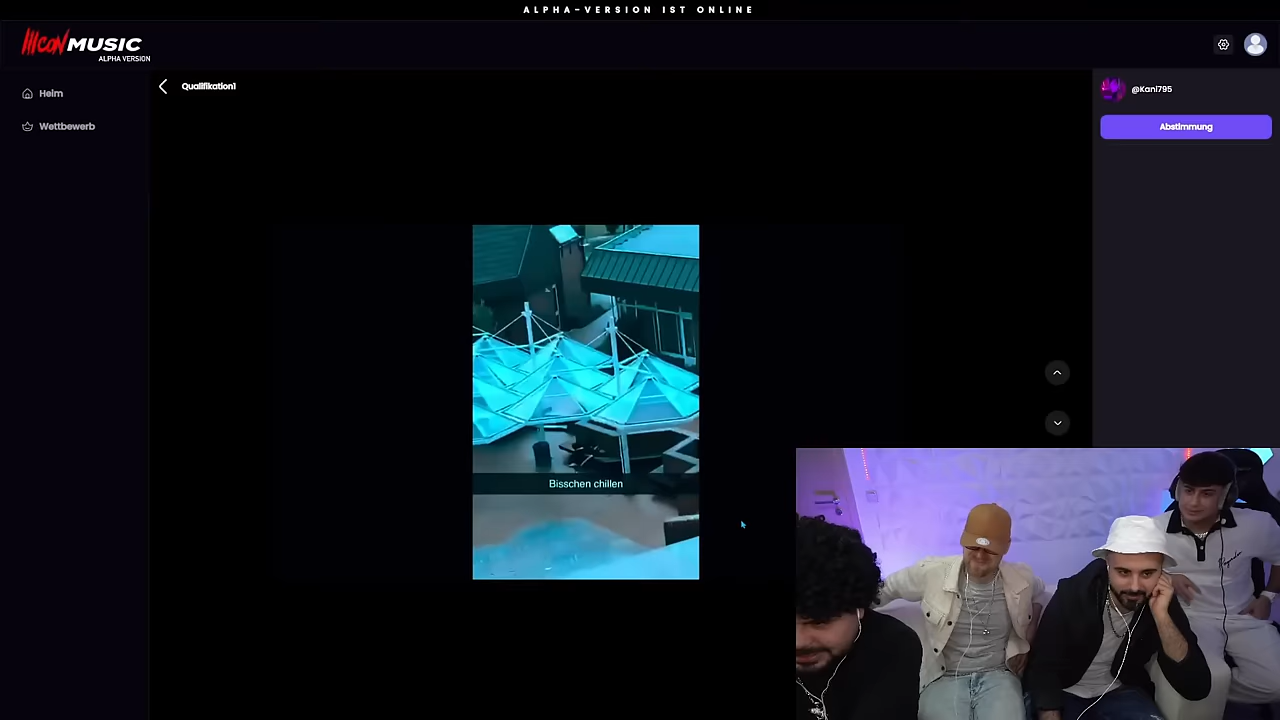 ALPHA-VERSION IST ONLINE
MUSIC
ALPHA VERSION
Heim
Wettbewerb
Qualifikation1
@Kani795
Abstimmung
Bisschen chillen